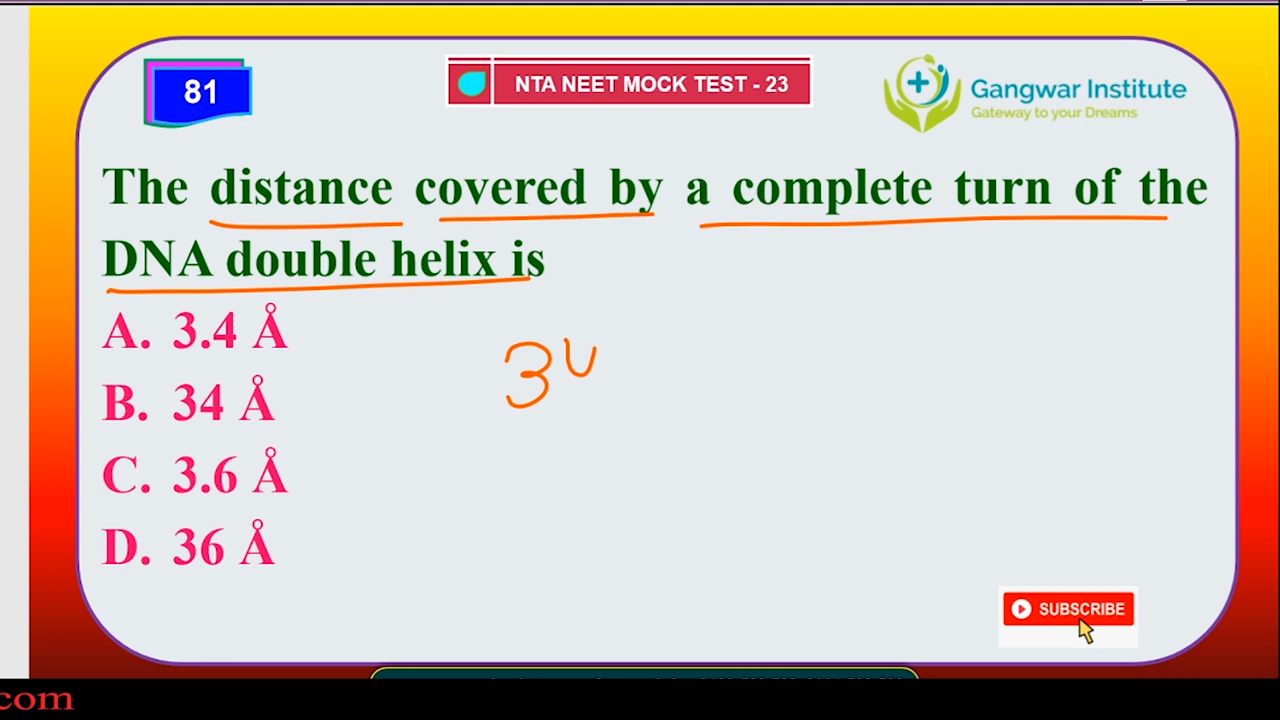 81
NTA NEET MOCK TEST - 23
Gangwar Institute
Gateway to your Dreams
The distance covered by a complete turn of the
DNA double helix is
A. 3.4 Å
B. 34 Å
C. 3.6 Å
D. 36 Å
34
SUBSCRIBE
com